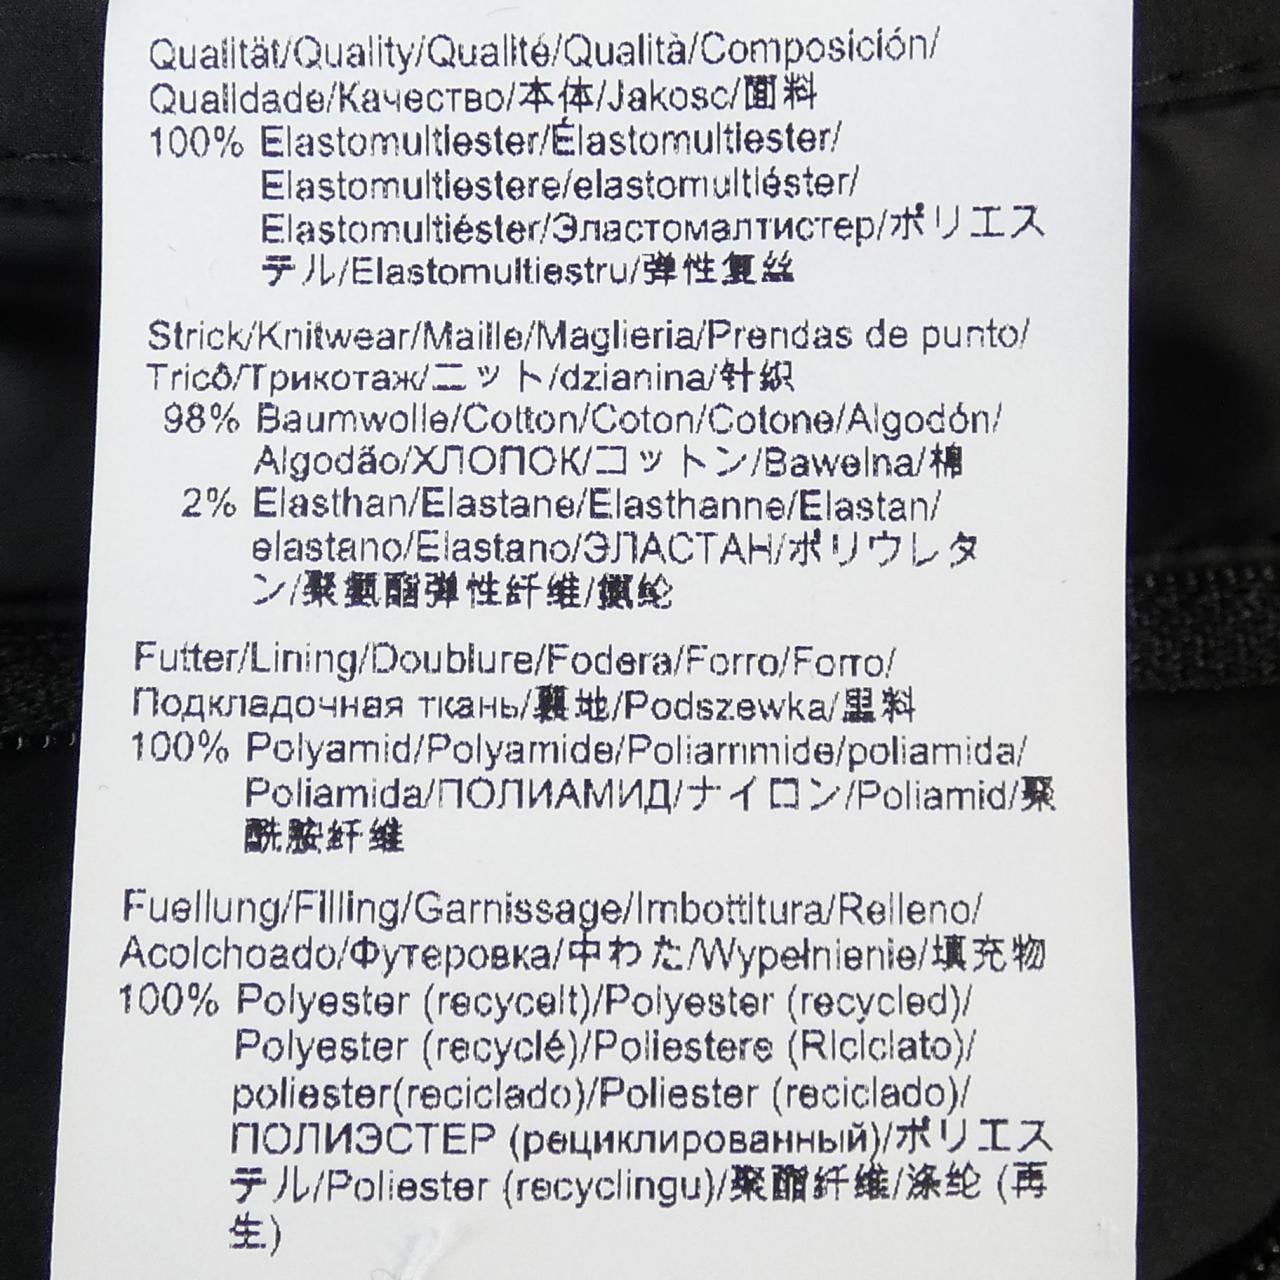 Qualität/Quality/Qualité/Qualità/Composición/
Qualidade/Качество/本体/Jakosc/面料
100% Elastomultiester/Élastomultiester/
Elastomultiestere/elastomultiéster/
Elastomultiéster/Эластомалтистер/ポリエス
テル/Elastomultiestru/弹性复丝
Strick/Knitwear/Maille/Maglieria/Prendas de punto/
Tricô/Трикотаж/ニット/dzianina/针织
98% Baumwolle/Cotton/Coton/Cotone/Algodón/
Algodão/ХЛОПОК/コットン/Bawelna/棉
2% Elasthan/Elastane/Elasthanne/Elastan/
elastano/Elastano/ЭЛАСТАН/ポリウレタ
ン/聚氨酯弹性纤维/氨纶
Futter/Lining/Doublure/Fodera/Forro/Forro/
Подкладочная ткань/裏地/Podszewka/里料
100% Polyamid/Polyamide/Poliammide/poliamida/
Poliamida/ПОЛИАМИД/ナイロン/Poliamid/聚
酰胺纤维
Fuellung/Filling/Garnissage/Imbottitura/Relleno/
Acolchoado/Футеровка/中わた/Wypełnienie/填充物
100% Polyester (recycelt)/Polyester (recycled)/
Polyester (recyclé)/Poliestere (Riciclato)/
poliester(reciclado)/Poliester (reciclado)/
ПОЛИЭСТЕР (рециклированный)/ポリエス
テル/Poliester (recyclingu)/聚酯纤维/涤纶 (再
生)